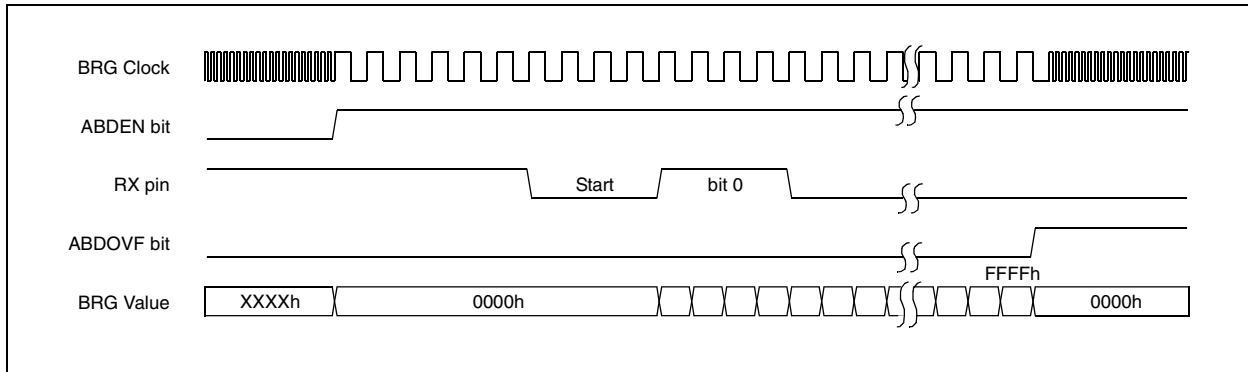 BRG Clock
ABDEN bit
RX pin
Start
bit 0
ABDOVF bit
FFFFh
BRG Value
XXXXh
0000h
0000h